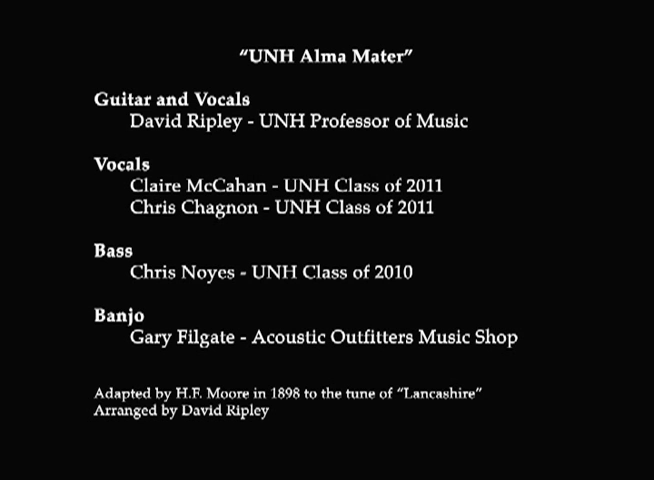 “UNH Alma Mater”
Guitar and Vocals
David Ripley - UNH Professor of Music
Vocals
Claire McCahan - UNH Class of 2011
Chris Chagnon - UNH Class of 2011
Bass
Chris Noyes - UNH Class of 2010
Banjo
Gary Filgate - Acoustic Outfitters Music Shop
Adapted by H.F. Moore in 1898 to the tune of “Lancashire”
Arranged by David Ripley